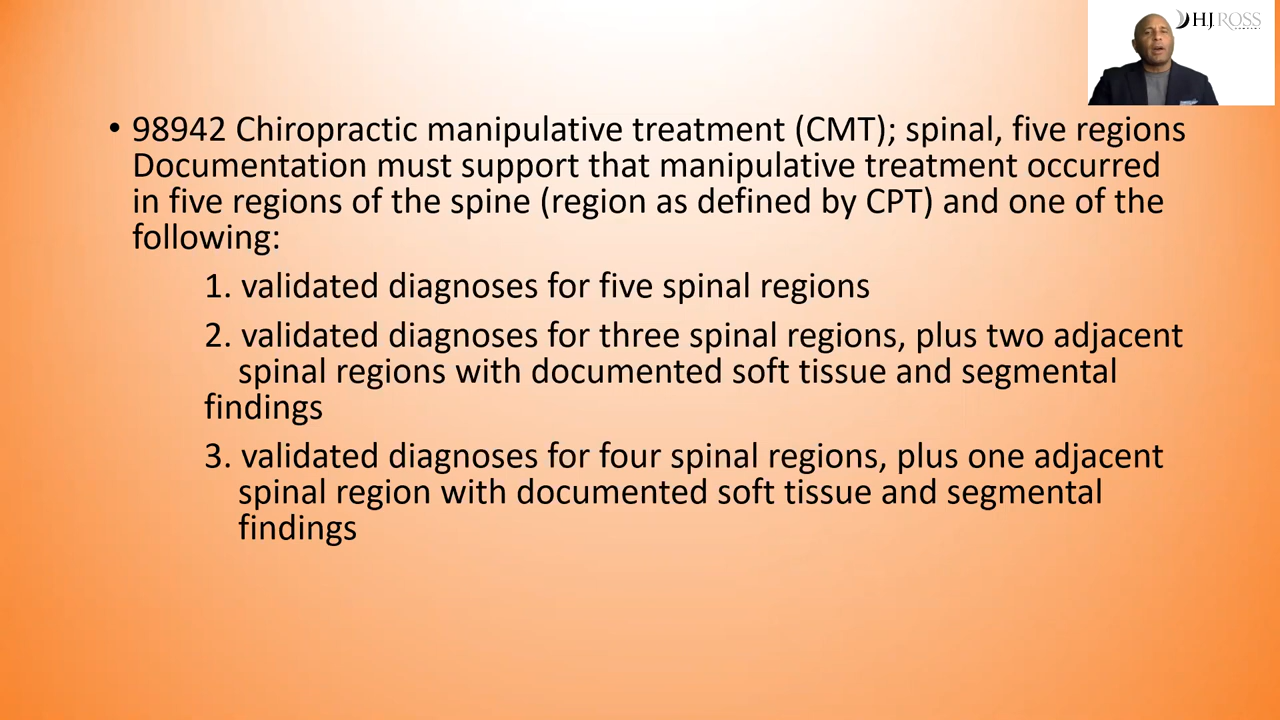 HJROSS
COMPANY
• 98942 Chiropractic manipulative treatment (CMT); spinal, five regions
Documentation must support that manipulative treatment occurred
in five regions of the spine (region as defined by CPT) and one of the
following:
1. validated diagnoses for five spinal regions
2. validated diagnoses for three spinal regions, plus two adjacent
spinal regions with documented soft tissue and segmental
findings
3. validated diagnoses for four spinal regions, plus one adjacent
spinal region with documented soft tissue and segmental
findings